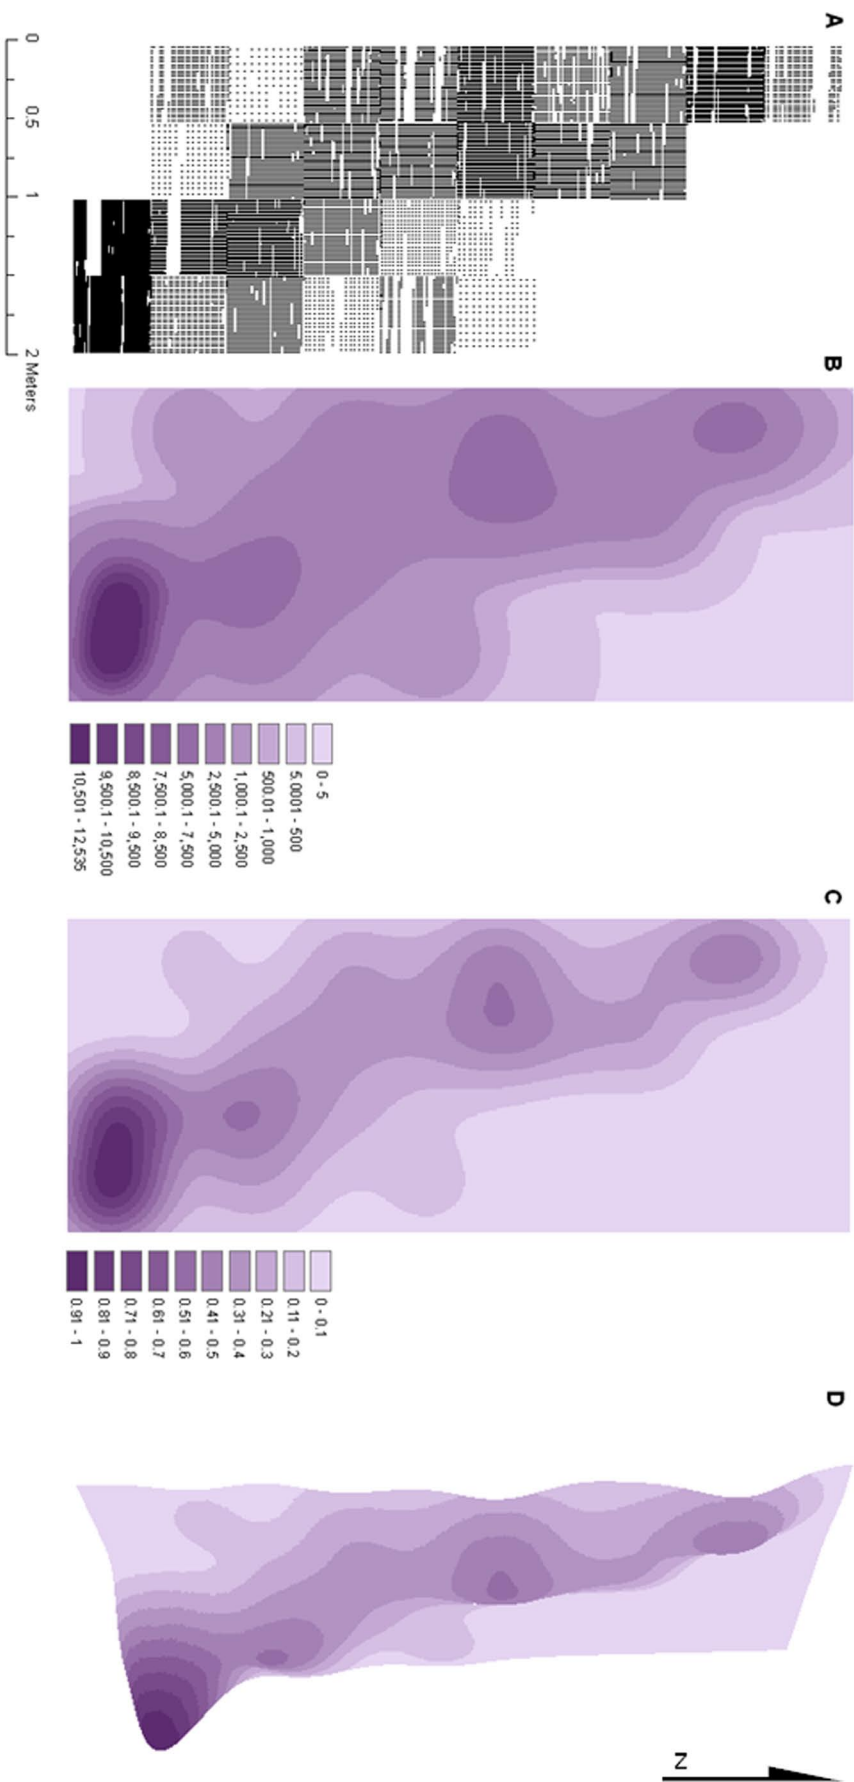 A
0
0.5
1
2 Meters
B
0 - 5
5.0001 - 500
500.01 - 1,000
1,000.1 - 2,500
2,500.1 - 5,000
5,000.1 - 7,500
7,500.1 - 8,500
8,500.1 - 9,500
9,500.1 - 10,500
10,501 - 12,535
C
0 - 0.1
0.11 - 0.2
0.21 - 0.3
0.31 - 0.4
0.41 - 0.5
0.51 - 0.6
0.61 - 0.7
0.71 - 0.8
0.81 - 0.9
0.91 - 1
D
N